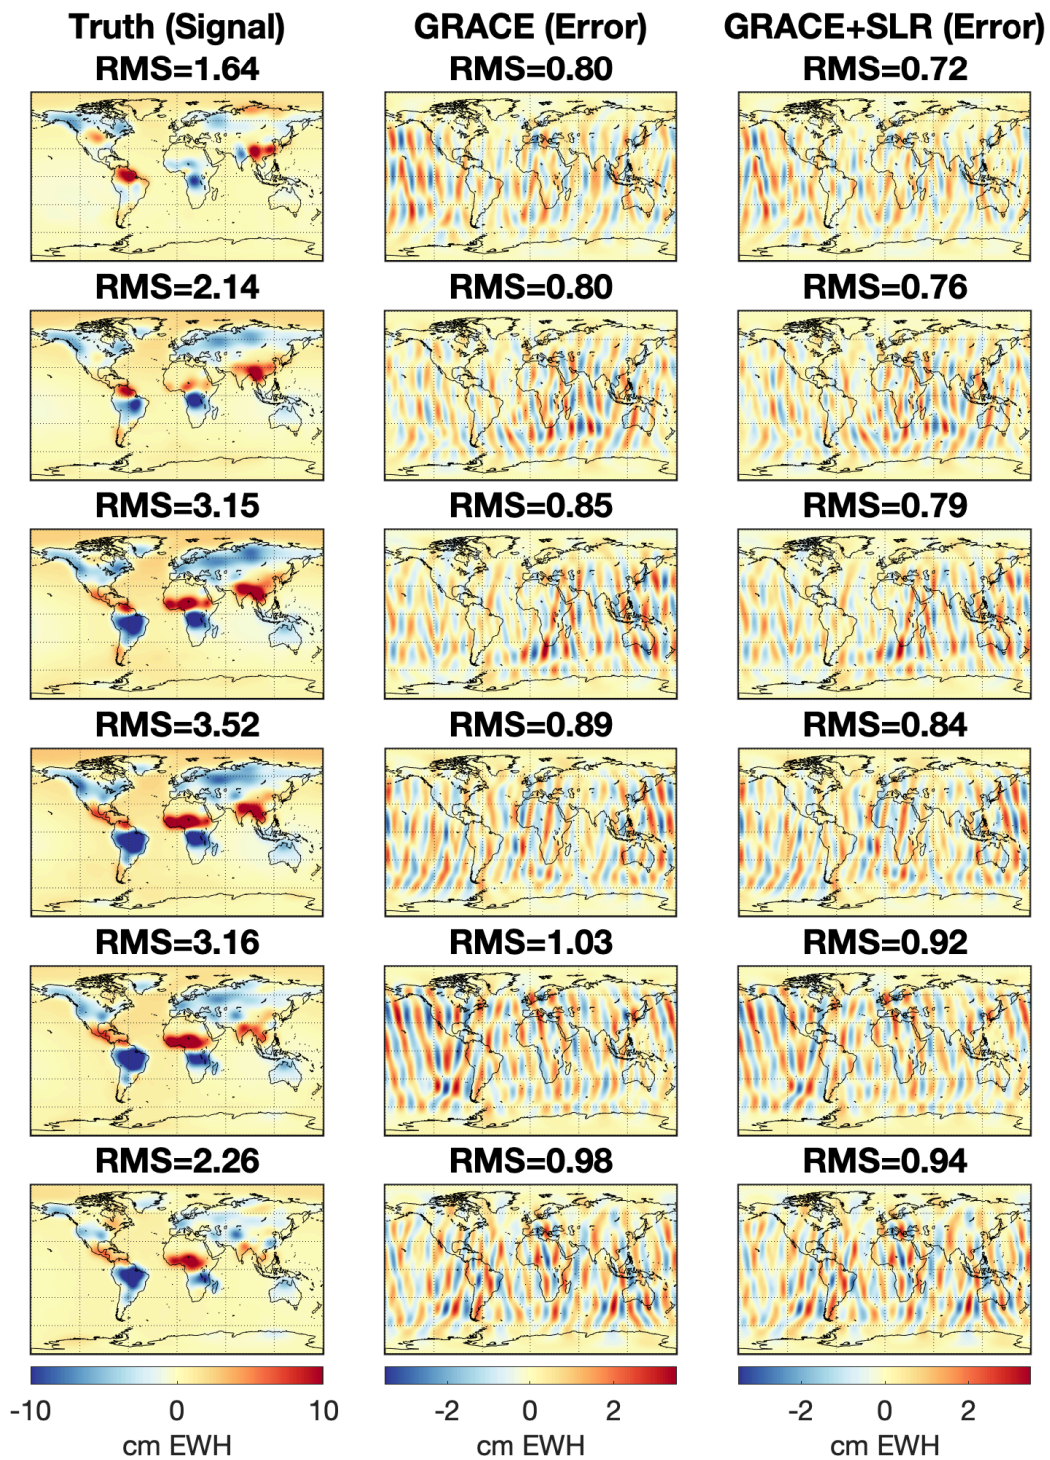 Truth (Signal) GRACE (Error) GRACE+SLR (Error)
RMS=1.64 RMS=0.80 RMS=0.72
RMS=2.14 RMS=0.80 RMS=0.76
RMS=3.15 RMS=0.85 RMS=0.79
RMS=3.52 RMS=0.89 RMS=0.84
RMS=3.16 RMS=1.03 RMS=0.92
RMS=2.26 RMS=0.98 RMS=0.94
-10 0 10 -2 0 2 -2 0 2
cm EWH cm EWH cm EWH